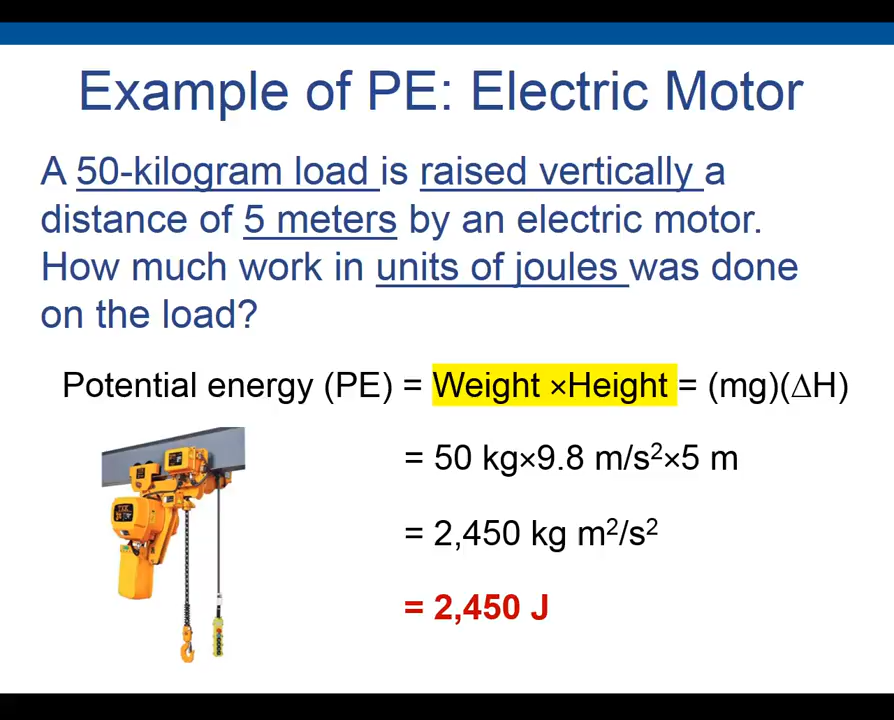 Example of PE: Electric Motor
A 50-kilogram load is raised vertically a
distance of 5 meters by an electric motor.
How much work in units of joules was done
on the load?
Potential energy (PE) = Weight ×Height = (mg)(∆H)
= 50 kg×9.8 m/s²×5 m
= 2,450 kg m²/s²
= 2,450 J